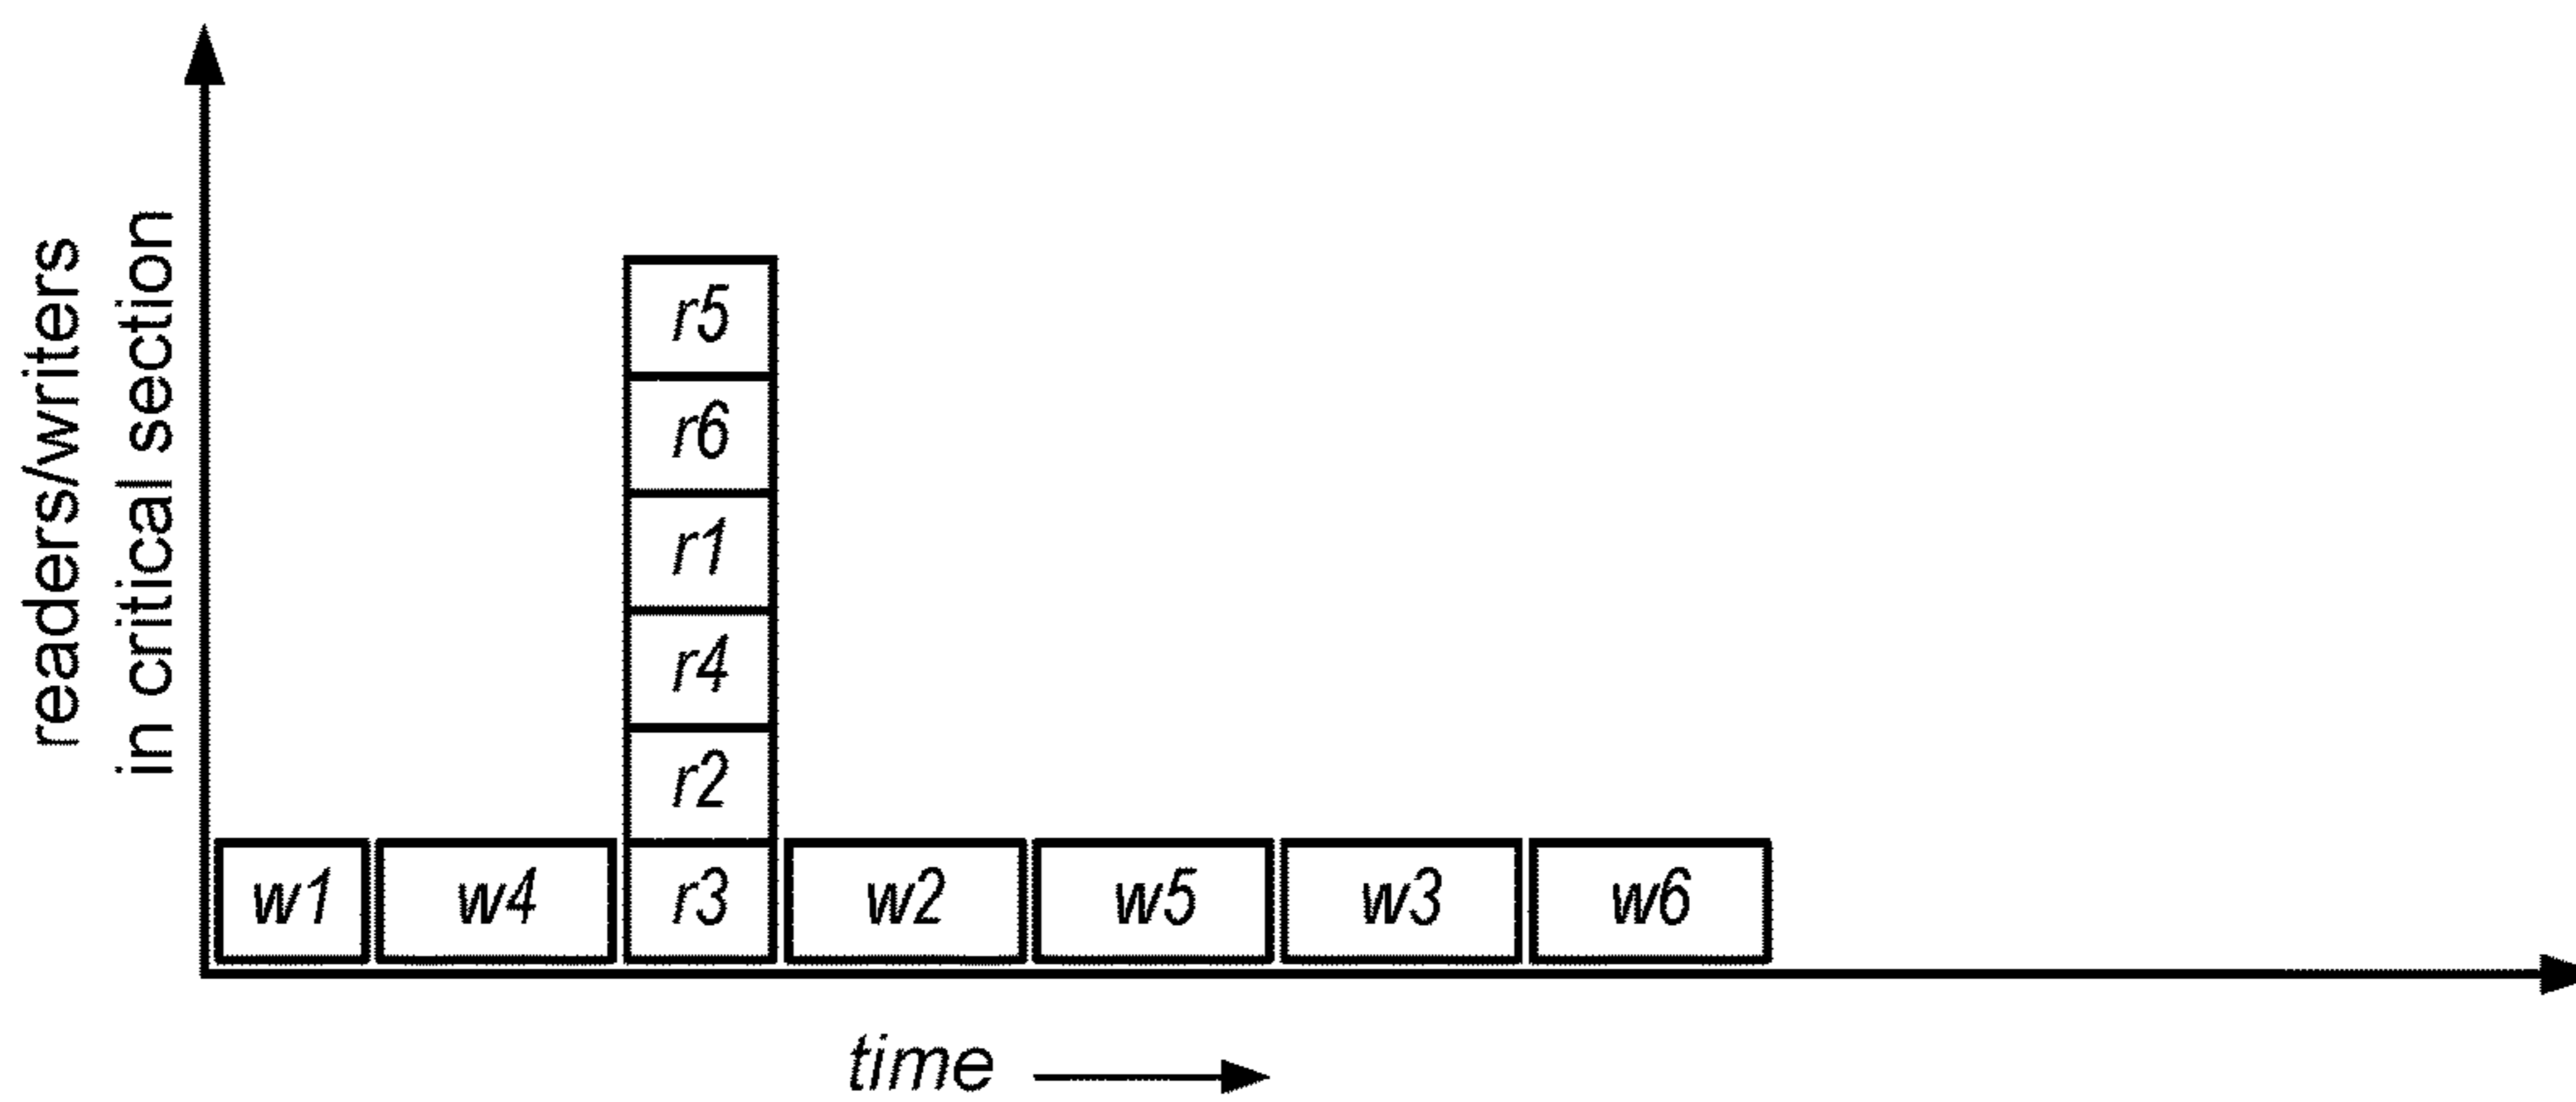 readers/writers
in critical section
r5
r6
r1
r4
r2
w1 w4 r3 w2 w5 w3 w6
time